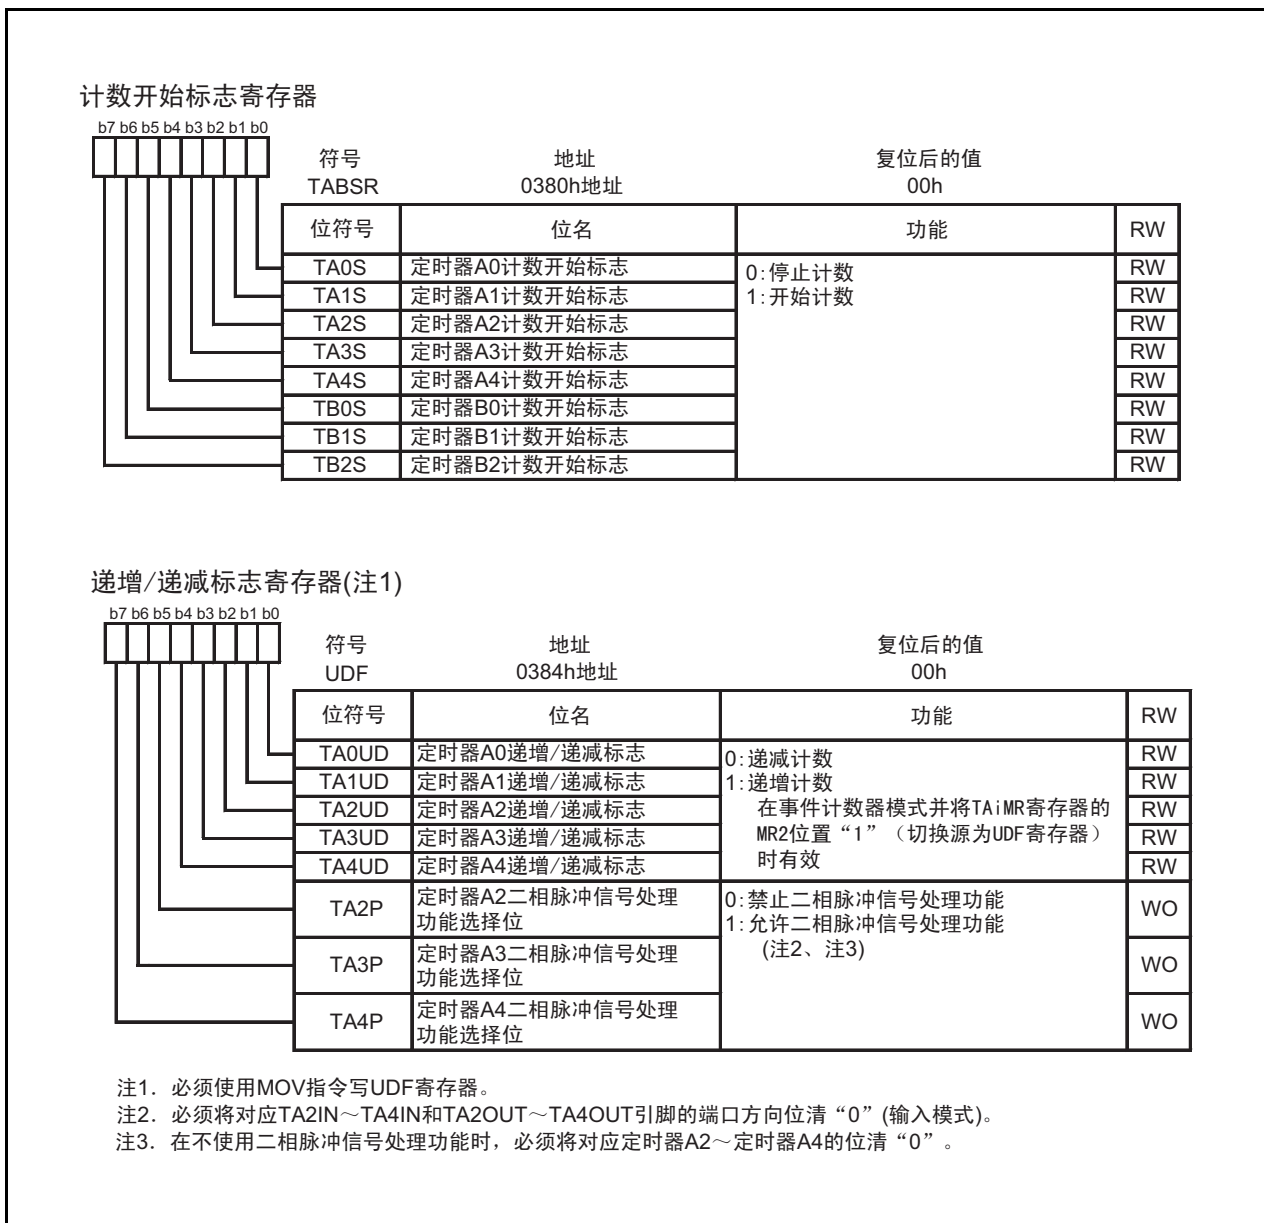 计数开始标志寄存器
b7 b6 b5 b4 b3 b2 b1 b0
符号 地址 复位后的值
TABSR 0380h地址 00h
位符号 位名 功能 RW
TA0S 定时器A0计数开始标志 0:停止计数 RW
TA1S 定时器A1计数开始标志 1:开始计数 RW
TA2S 定时器A2计数开始标志 RW
TA3S 定时器A3计数开始标志 RW
TA4S 定时器A4计数开始标志 RW
TB0S 定时器B0计数开始标志 RW
TB1S 定时器B1计数开始标志 RW
TB2S 定时器B2计数开始标志 RW
递增/递减标志寄存器(注1)
b7 b6 b5 b4 b3 b2 b1 b0
符号 地址 复位后的值
UDF 0384h地址 00h
位符号 位名 功能 RW
TA0UD 定时器A0递增/递减标志 0:递减计数 RW
TA1UD 定时器A1递增/递减标志 1:递增计数 RW
TA2UD 定时器A2递增/递减标志 在事件计数器模式并将TAiMR寄存器的 RW
TA3UD 定时器A3递增/递减标志 MR2位置“1”（切换源为UDF寄存器） RW
TA4UD 定时器A4递增/递减标志 时有效 RW
TA2P 定时器A2二相脉冲信号处理 0:禁止二相脉冲信号处理功能 WO
功能选择位 1:允许二相脉冲信号处理功能
(注2、注3)
TA3P 定时器A3二相脉冲信号处理 WO
功能选择位
TA4P 定时器A4二相脉冲信号处理 WO
功能选择位
注1. 必须使用MOV指令写UDF寄存器。
注2. 必须将对应TA2IN～TA4IN和TA2OUT～TA4OUT引脚的端口方向位清“0”(输入模式)。
注3. 在不使用二相脉冲信号处理功能时，必须将对应定时器A2～定时器A4的位清“0”。